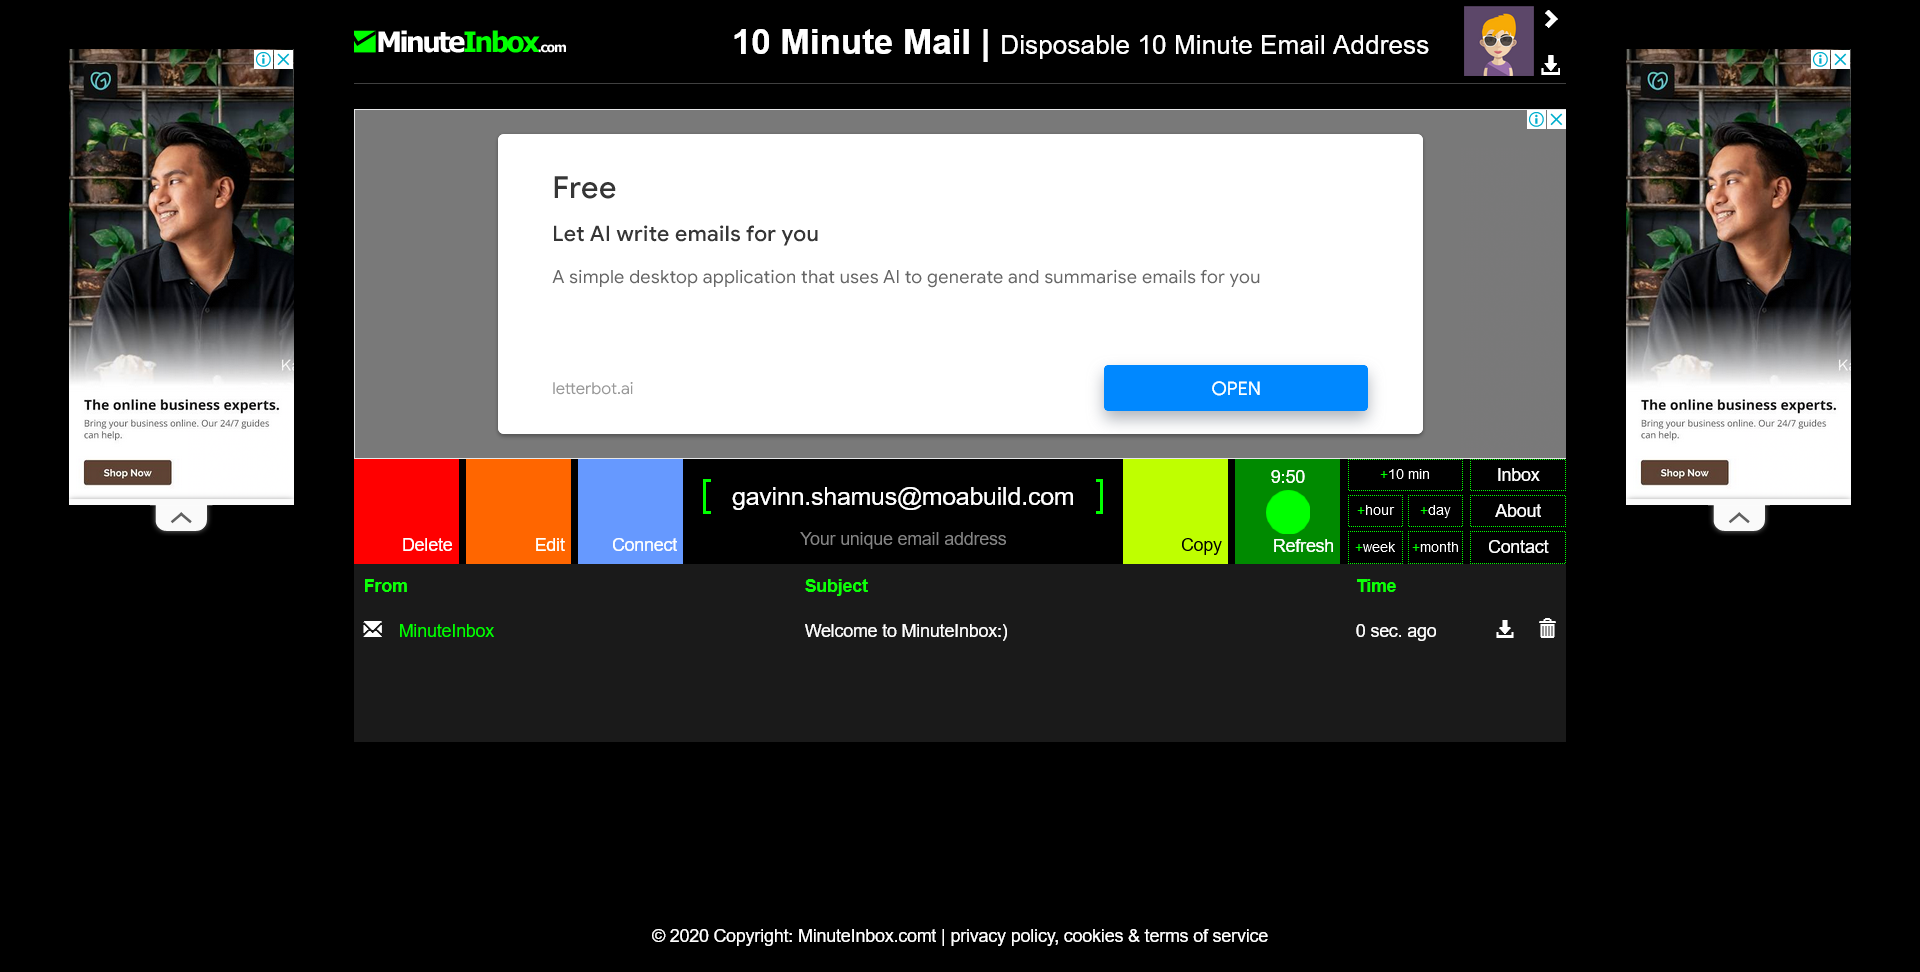 MinuteInbox.com
10 Minute Mail | Disposable 10 Minute Email Address
Free
Let AI write emails for you
A simple desktop application that uses AI to generate and summarise emails for you
letterbot.ai
OPEN
The online business experts.
Bring your business online. Our 24/7 guides
can help.
Shop Now
The online business experts.
Bring your business online. Our 24/7 guides
can help.
Shop Now
Delete
Edit
Connect
[ gavinn.shamus@moabuild.com ]
Your unique email address
Copy
9:50
Refresh
+10 min
+hour
+day
+week
+month
Inbox
About
Contact
From Subject Time
MinuteInbox Welcome to MinuteInbox:) 0 sec. ago
© 2020 Copyright: MinuteInbox.comt | privacy policy, cookies & terms of service